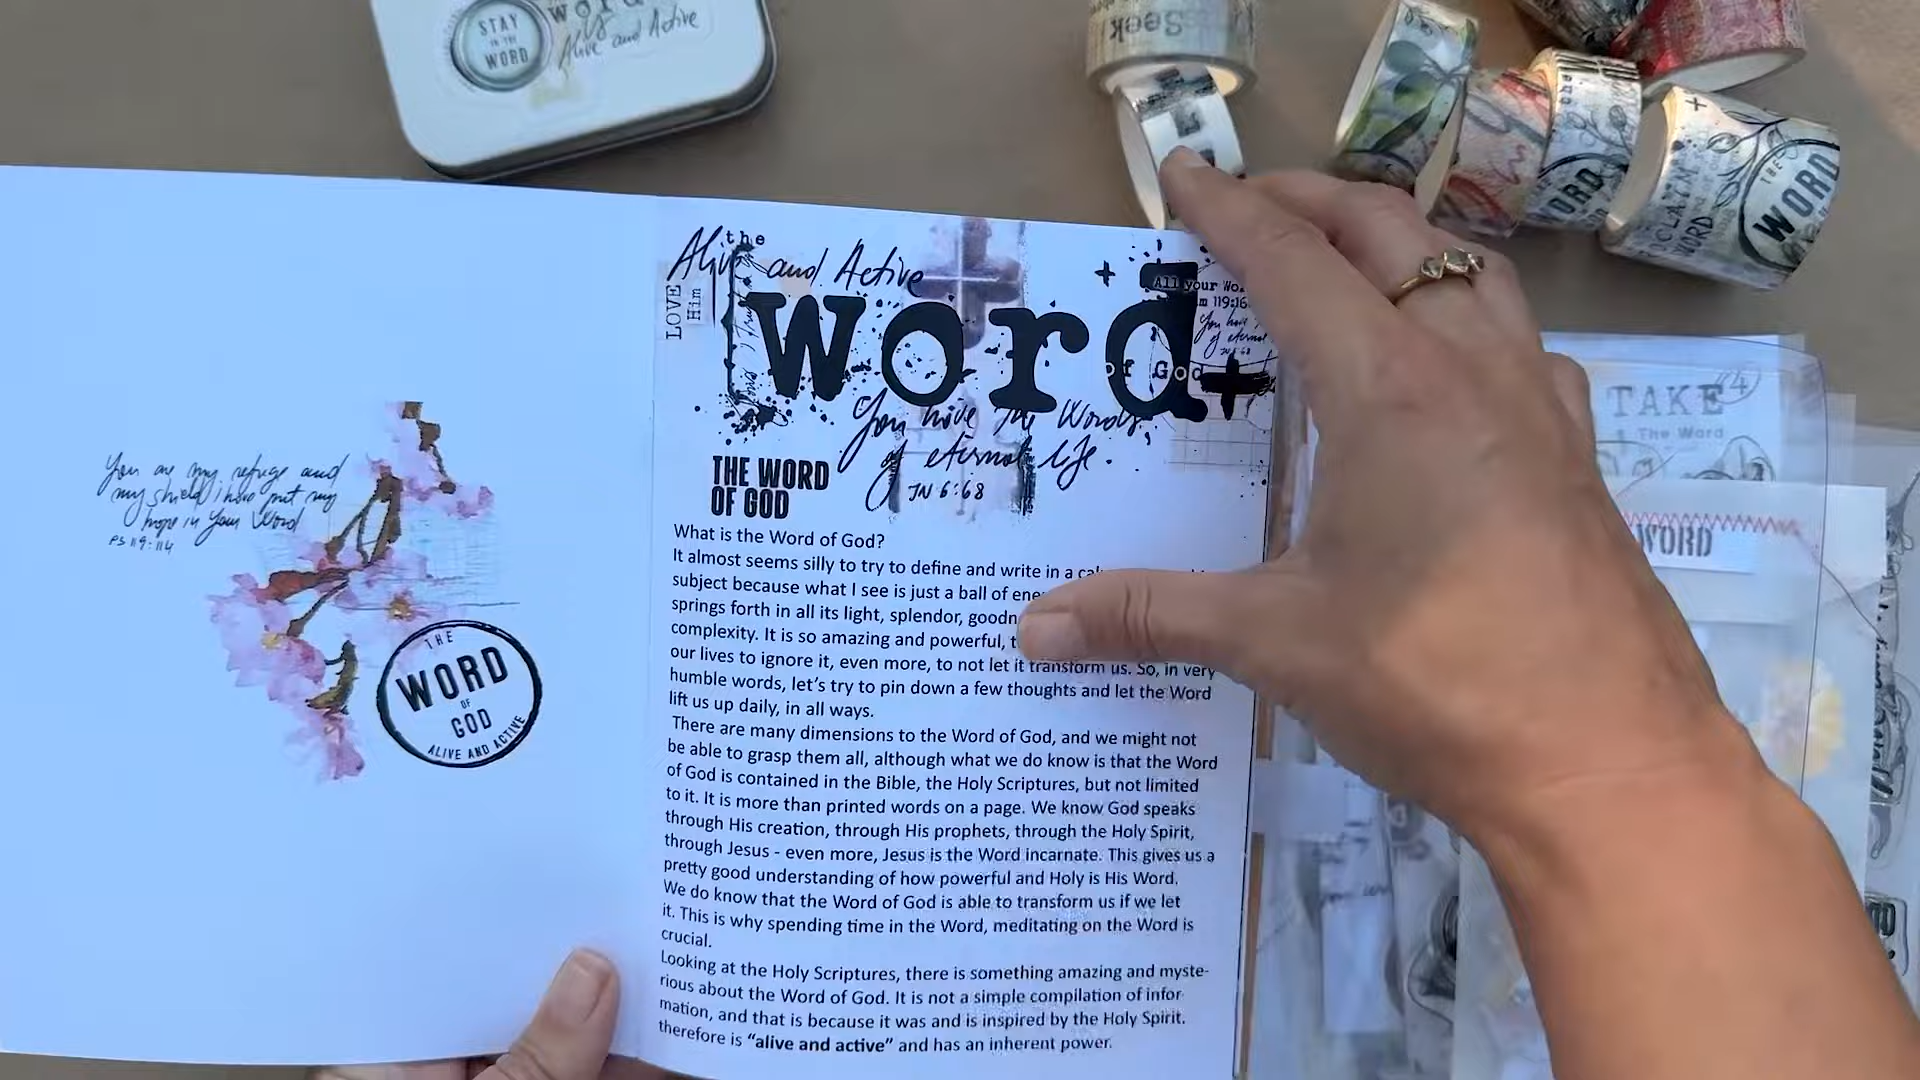 STAY
IN THE
WORD
word
is
Alive and Active
Seek
THE
WORD
WORD
THE
WORD
TAKE
The Word
WORD
You are my refuge and
my shield i have put my
hope in Your Word
PS 119:114
THE
WORD
OF
GOD
ALIVE AND ACTIVE
the
Alive and Active
LOVE
Him
word
of God
All your Wo
m 119:16
You have
of eternal
JN 6:68
You have the Words
of eternal life.
JN 6:68
THE WORD
OF GOD
What is the Word of God?
It almost seems silly to try to define and write in a
subject because what I see is just a ball of
springs forth in all its light, splendor,
complexity. It is so amazing and powerful,
our lives to ignore it, even more, to not let it transform us. So, in very
humble words, let's try to pin down a few thoughts and let the Word
lift us up daily, in all ways.
There are many dimensions to the Word of God, and we might not
be able to grasp them all, although what we do know is that the Word
of God is contained in the Bible, the Holy Scriptures, but not limited
to it. It is more than printed words on a page. We know God speaks
through His creation, through His prophets, through the Holy Spirit,
through Jesus - even more, Jesus is the Word incarnate. This gives us a
pretty good understanding of how powerful and Holy is His Word.
We do know that the Word of God is able to transform us if we let
it. This is why spending time in the Word, meditating on the Word is
crucial.
Looking at the Holy Scriptures, there is something amazing and myste-
rious about the Word of God. It is not a simple compilation of infor
mation, and that is because it was and is inspired by the Holy Spirit.
therefore is “alive and active” and has an inherent power.